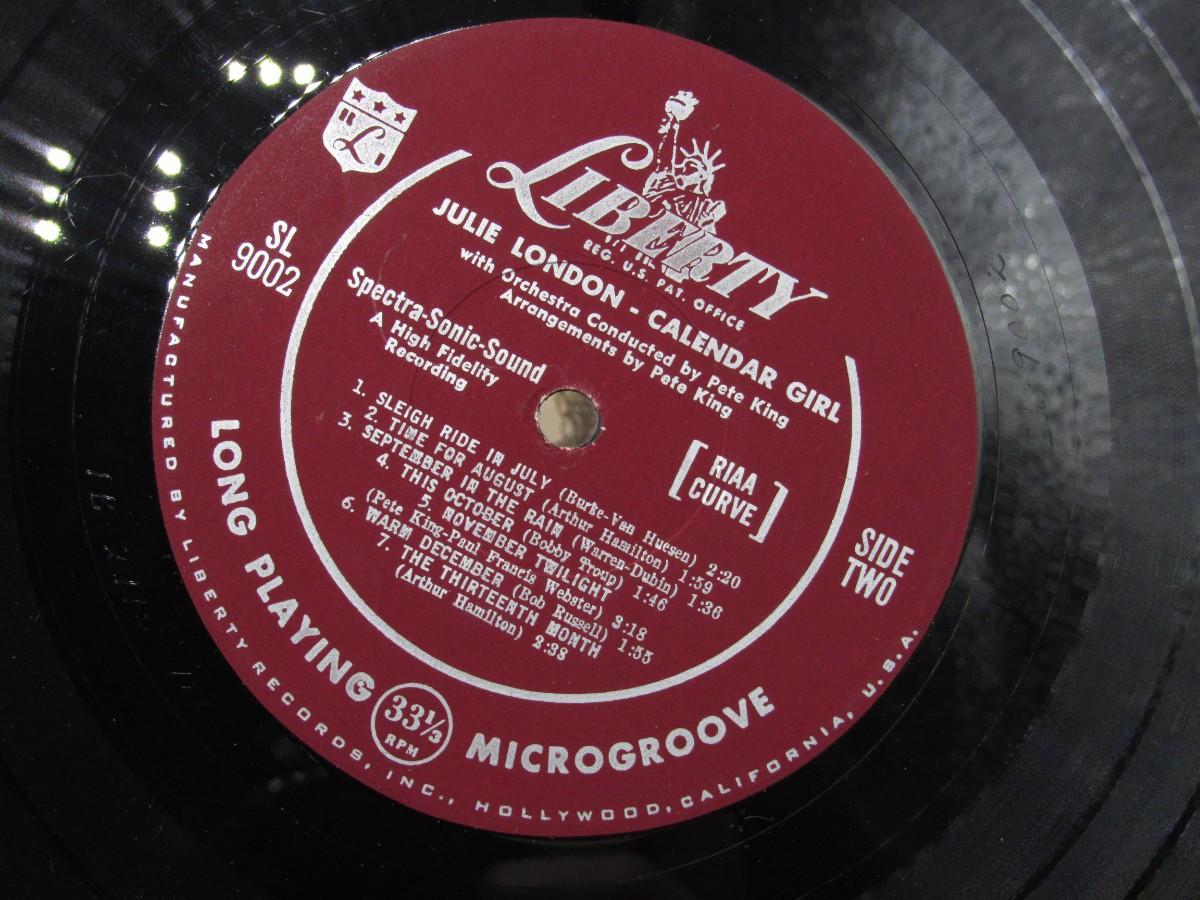 LIBERTY
REG. U.S. PAT. OFFICE
JULIE LONDON - CALENDAR GIRL
with Orchestra Conducted by Pete King
Arrangements by Pete King
SL
9002
Spectra-Sonic-Sound
A High Fidelity
Recording
[RIAA
CURVE]
SIDE
TWO
1. SLEIGH RIDE IN JULY (Burke-Van Huesen) 2:20
2. TIME FOR AUGUST (Arthur Hamilton) 1:59
3. SEPTEMBER IN THE RAIN (Warren-Dubin) 1:36
4. THIS OCTOBER (Bobby Troup) 1:46
5. NOVEMBER TWILIGHT
(Pete King-Paul Francis Webster) 3:18
6. WARM DECEMBER (Bob Russell) 1:55
7. THE THIRTEENTH MONTH
(Arthur Hamilton) 2:38
LONG PLAYING 33⅓ RPM MICROGROOVE
MANUFACTURED BY LIBERTY RECORDS, INC., HOLLYWOOD, CALIFORNIA, U.S.A.